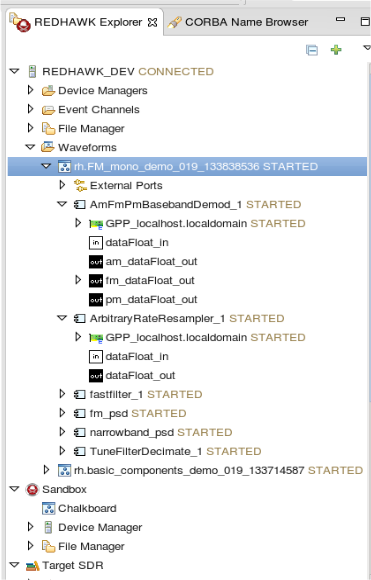 REDHAWK Explorer CORBA Name Browser
REDHAWK_DEV CONNECTED
Device Managers
Event Channels
File Manager
Waveforms
rh.FM_mono_demo_019_133838536 STARTED
External Ports
AmFmPmBasebandDemod_1 STARTED
GPP_localhost.localdomain STARTED
in dataFloat_in
out am_dataFloat_out
out fm_dataFloat_out
out pm_dataFloat_out
ArbitraryRateResampler_1 STARTED
GPP_localhost.localdomain STARTED
in dataFloat_in
out dataFloat_out
fastfilter_1 STARTED
fm_psd STARTED
narrowband_psd STARTED
TuneFilterDecimate_1 STARTED
rh.basic_components_demo_019_133714587 STARTED
Sandbox
Chalkboard
Device Manager
File Manager
Target SDR